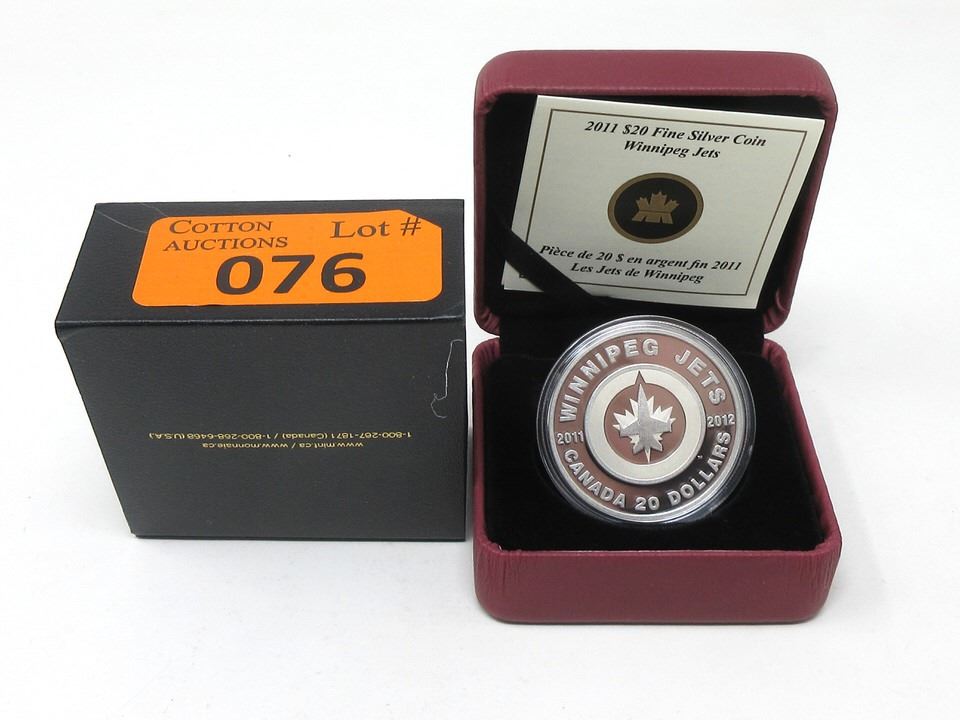 COTTON
AUCTIONS
Lot #
076
www.mint.ca / www.monnaie.ca
1-800-267-1871 (Canada) / 1-800-268-6468 (U.S.A.)
2011 $20 Fine Silver Coin
Winnipeg Jets
Pièce de 20 $ en argent fin 2011
Les Jets de Winnipeg
WINNIPEG JETS
2011
2012
CANADA 20 DOLLARS